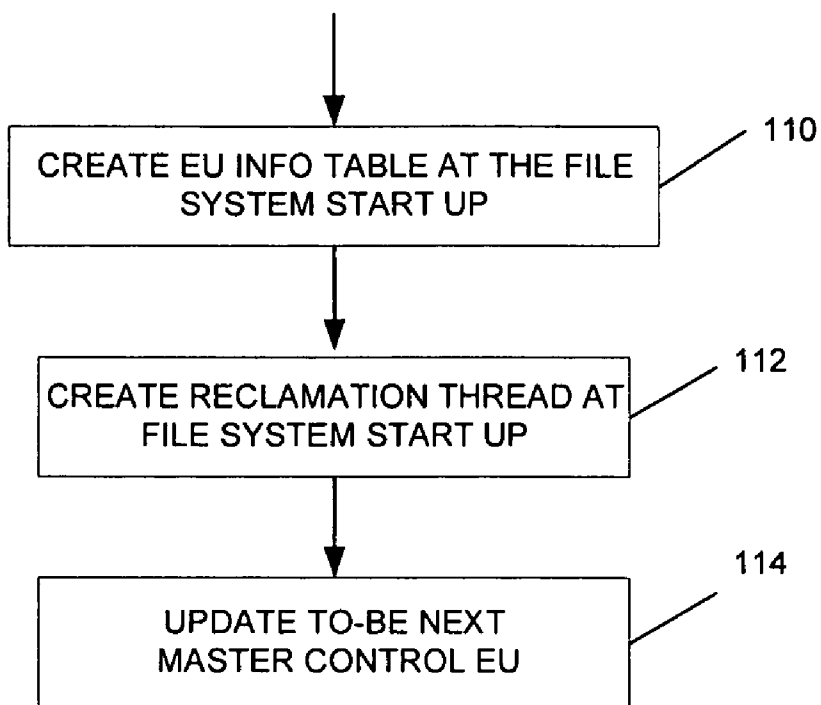 110
CREATE EU INFO TABLE AT THE FILE
SYSTEM START UP
112
CREATE RECLAMATION THREAD AT
FILE SYSTEM START UP
114
UPDATE TO-BE NEXT
MASTER CONTROL EU